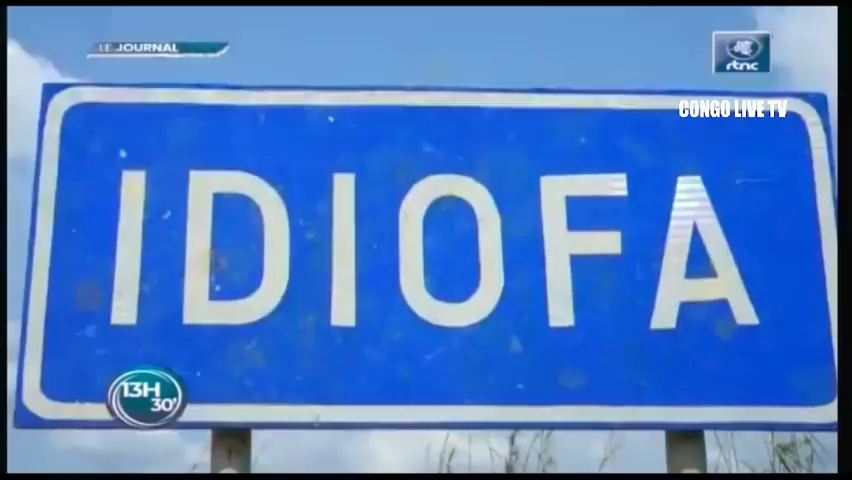 LE JOURNAL
rtnc
CONGO LIVE TV
IDIOFA
13H
30'